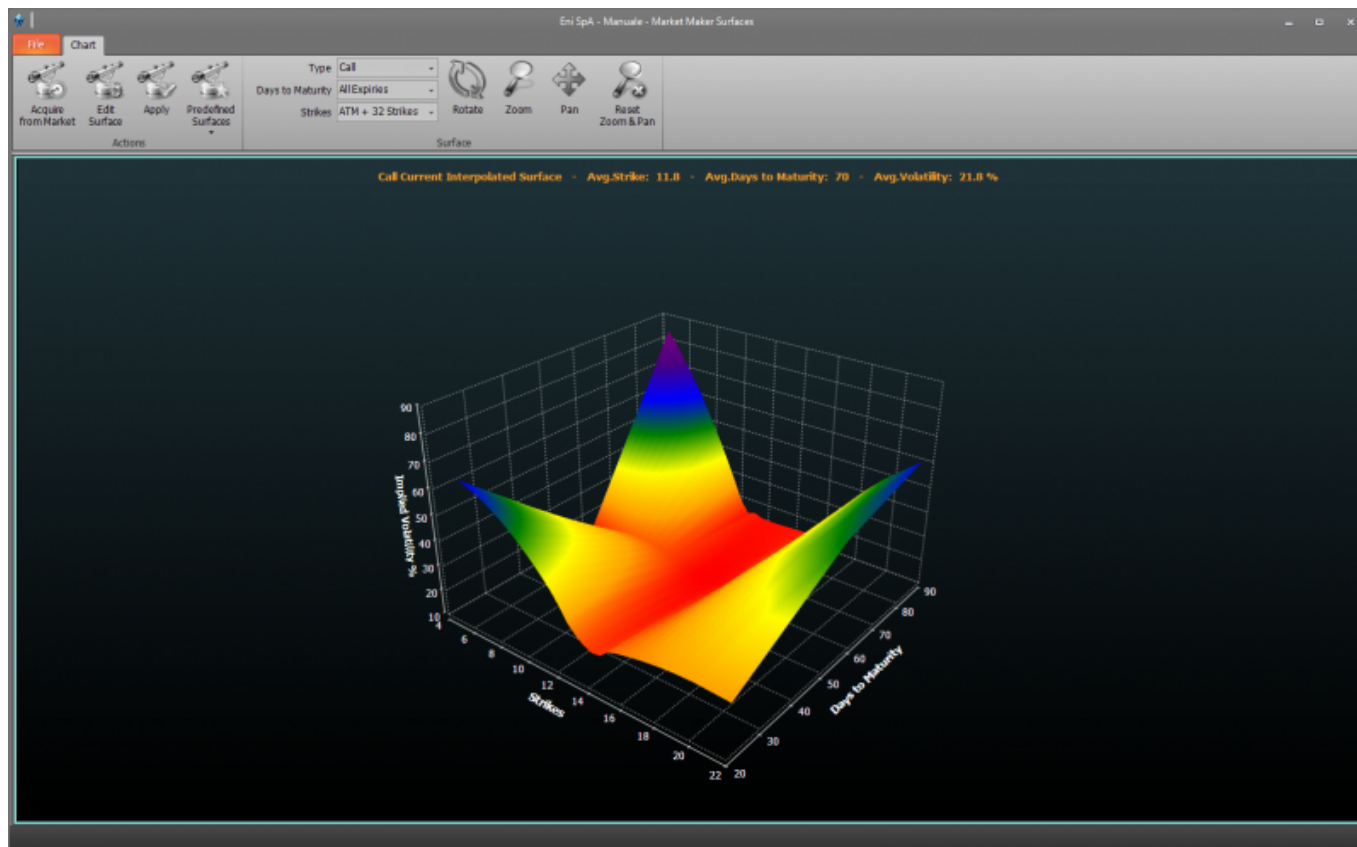 Eni SpA - Manuale - Market Maker Surfaces
File Chart
Acquire from Market
Edit Surface
Apply
Predefined Surfaces
Actions
Type Call
Days to Maturity All Expiries
Strikes ATM + 32 Strikes
Rotate
Zoom
Pan
Reset Zoom & Pan
Surface
Call Current Interpolated Surface - Avg.Strike: 11.8 - Avg.Days to Maturity: 70 - Avg.Volatility: 21.8 %
90
80
70
60
50
40
30
20
10
Implied Volatility %
4
6
8
10
12
14
16
18
20
22
Strikes
20
30
40
50
60
70
80
90
Days to Maturity